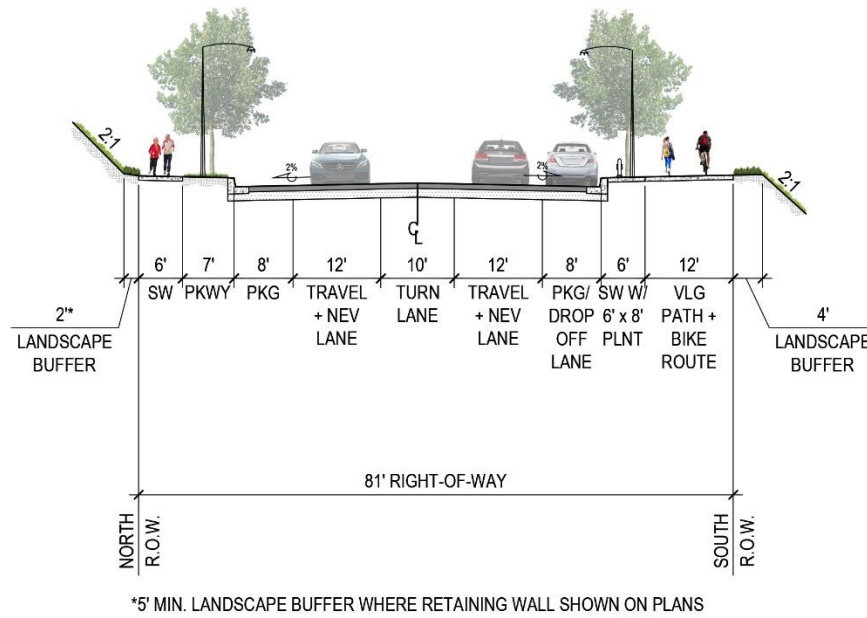 2:1
2%
2%
2:1
CL
6'
7'
8'
12'
10'
12'
8'
6'
12'
SW
PKWY
PKG
TRAVEL
+ NEV
LANE
TURN
LANE
TRAVEL
+ NEV
LANE
PKG/
DROP
OFF
LANE
SW W/
6' x 8'
PLNT
VLG
PATH +
BIKE
ROUTE
2'*
LANDSCAPE
BUFFER
4'
LANDSCAPE
BUFFER
81' RIGHT-OF-WAY
NORTH
R.O.W.
SOUTH
R.O.W.
*5' MIN. LANDSCAPE BUFFER WHERE RETAINING WALL SHOWN ON PLANS